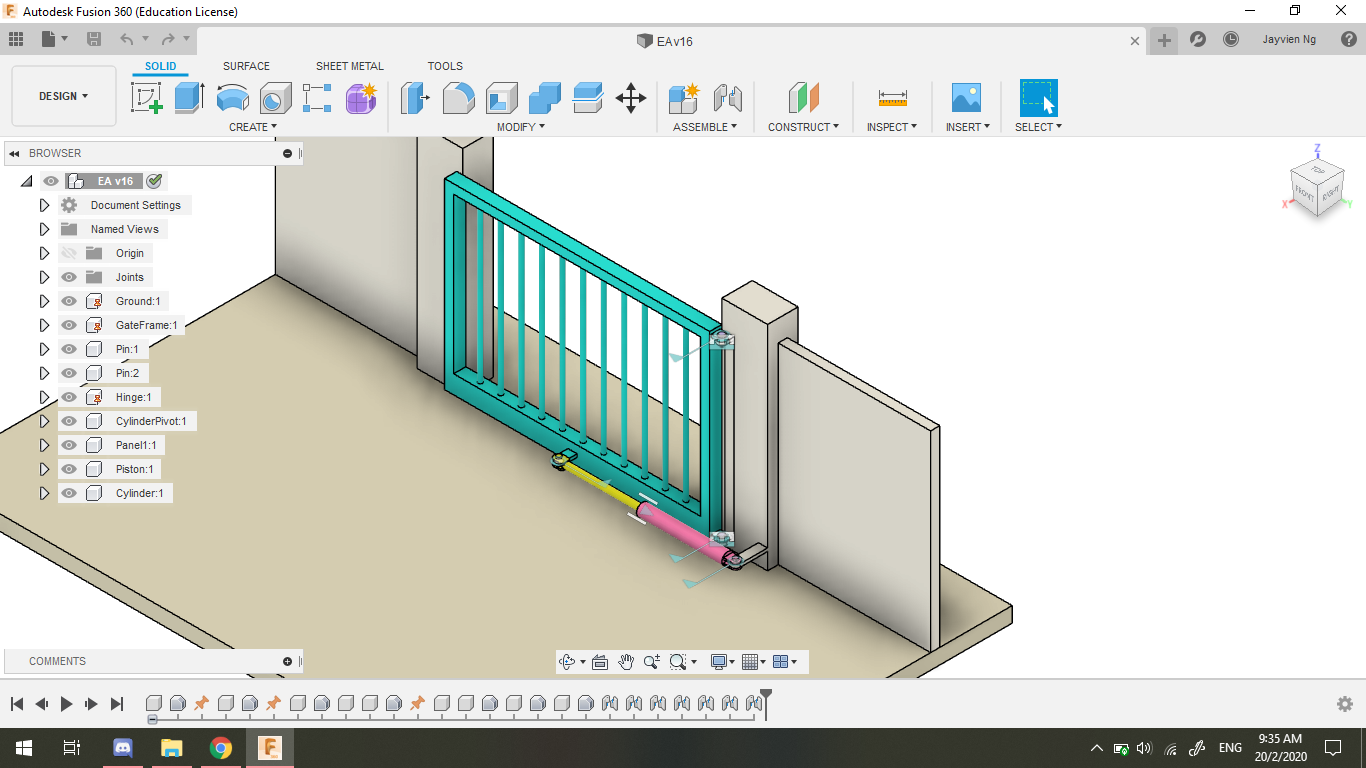 Autodesk Fusion 360 (Education License)
EA v16
Jayvien Ng
DESIGN
SOLID
SURFACE
SHEET METAL
TOOLS
CREATE
MODIFY
ASSEMBLE
CONSTRUCT
INSPECT
INSERT
SELECT
BROWSER
EA v16
Document Settings
Named Views
Origin
Joints
Ground:1
GateFrame:1
Pin:1
Pin:2
Hinge:1
CylinderPivot:1
Panel1:1
Piston:1
Cylinder:1
Z
TOP
FRONT
RIGHT
X
Y
COMMENTS
ENG
9:35 AM
20/2/2020